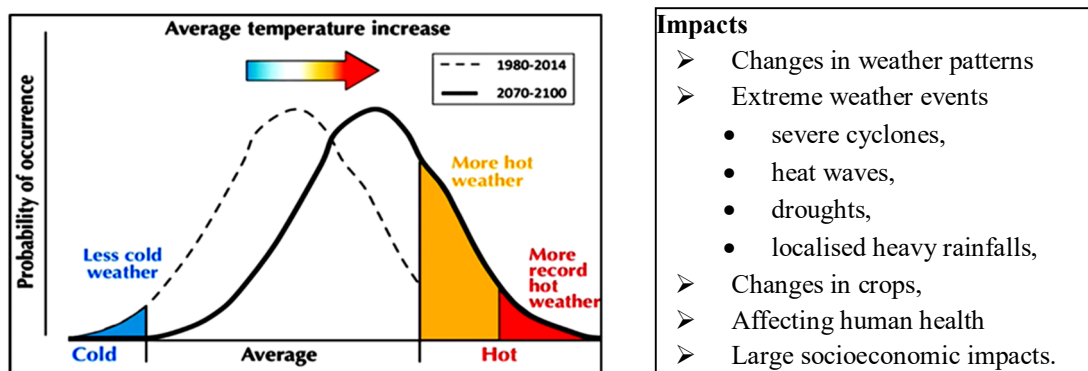 Average temperature increase
1980-2014
2070-2100
Probability of occurrence
More hot
weather
Less cold
weather
More
record
hot
weather
Cold
Average
Hot
Impacts
➢ Changes in weather patterns
➢ Extreme weather events
• severe cyclones,
• heat waves,
• droughts,
• localised heavy rainfalls,
➢ Changes in crops,
➢ Affecting human health
➢ Large socioeconomic impacts.